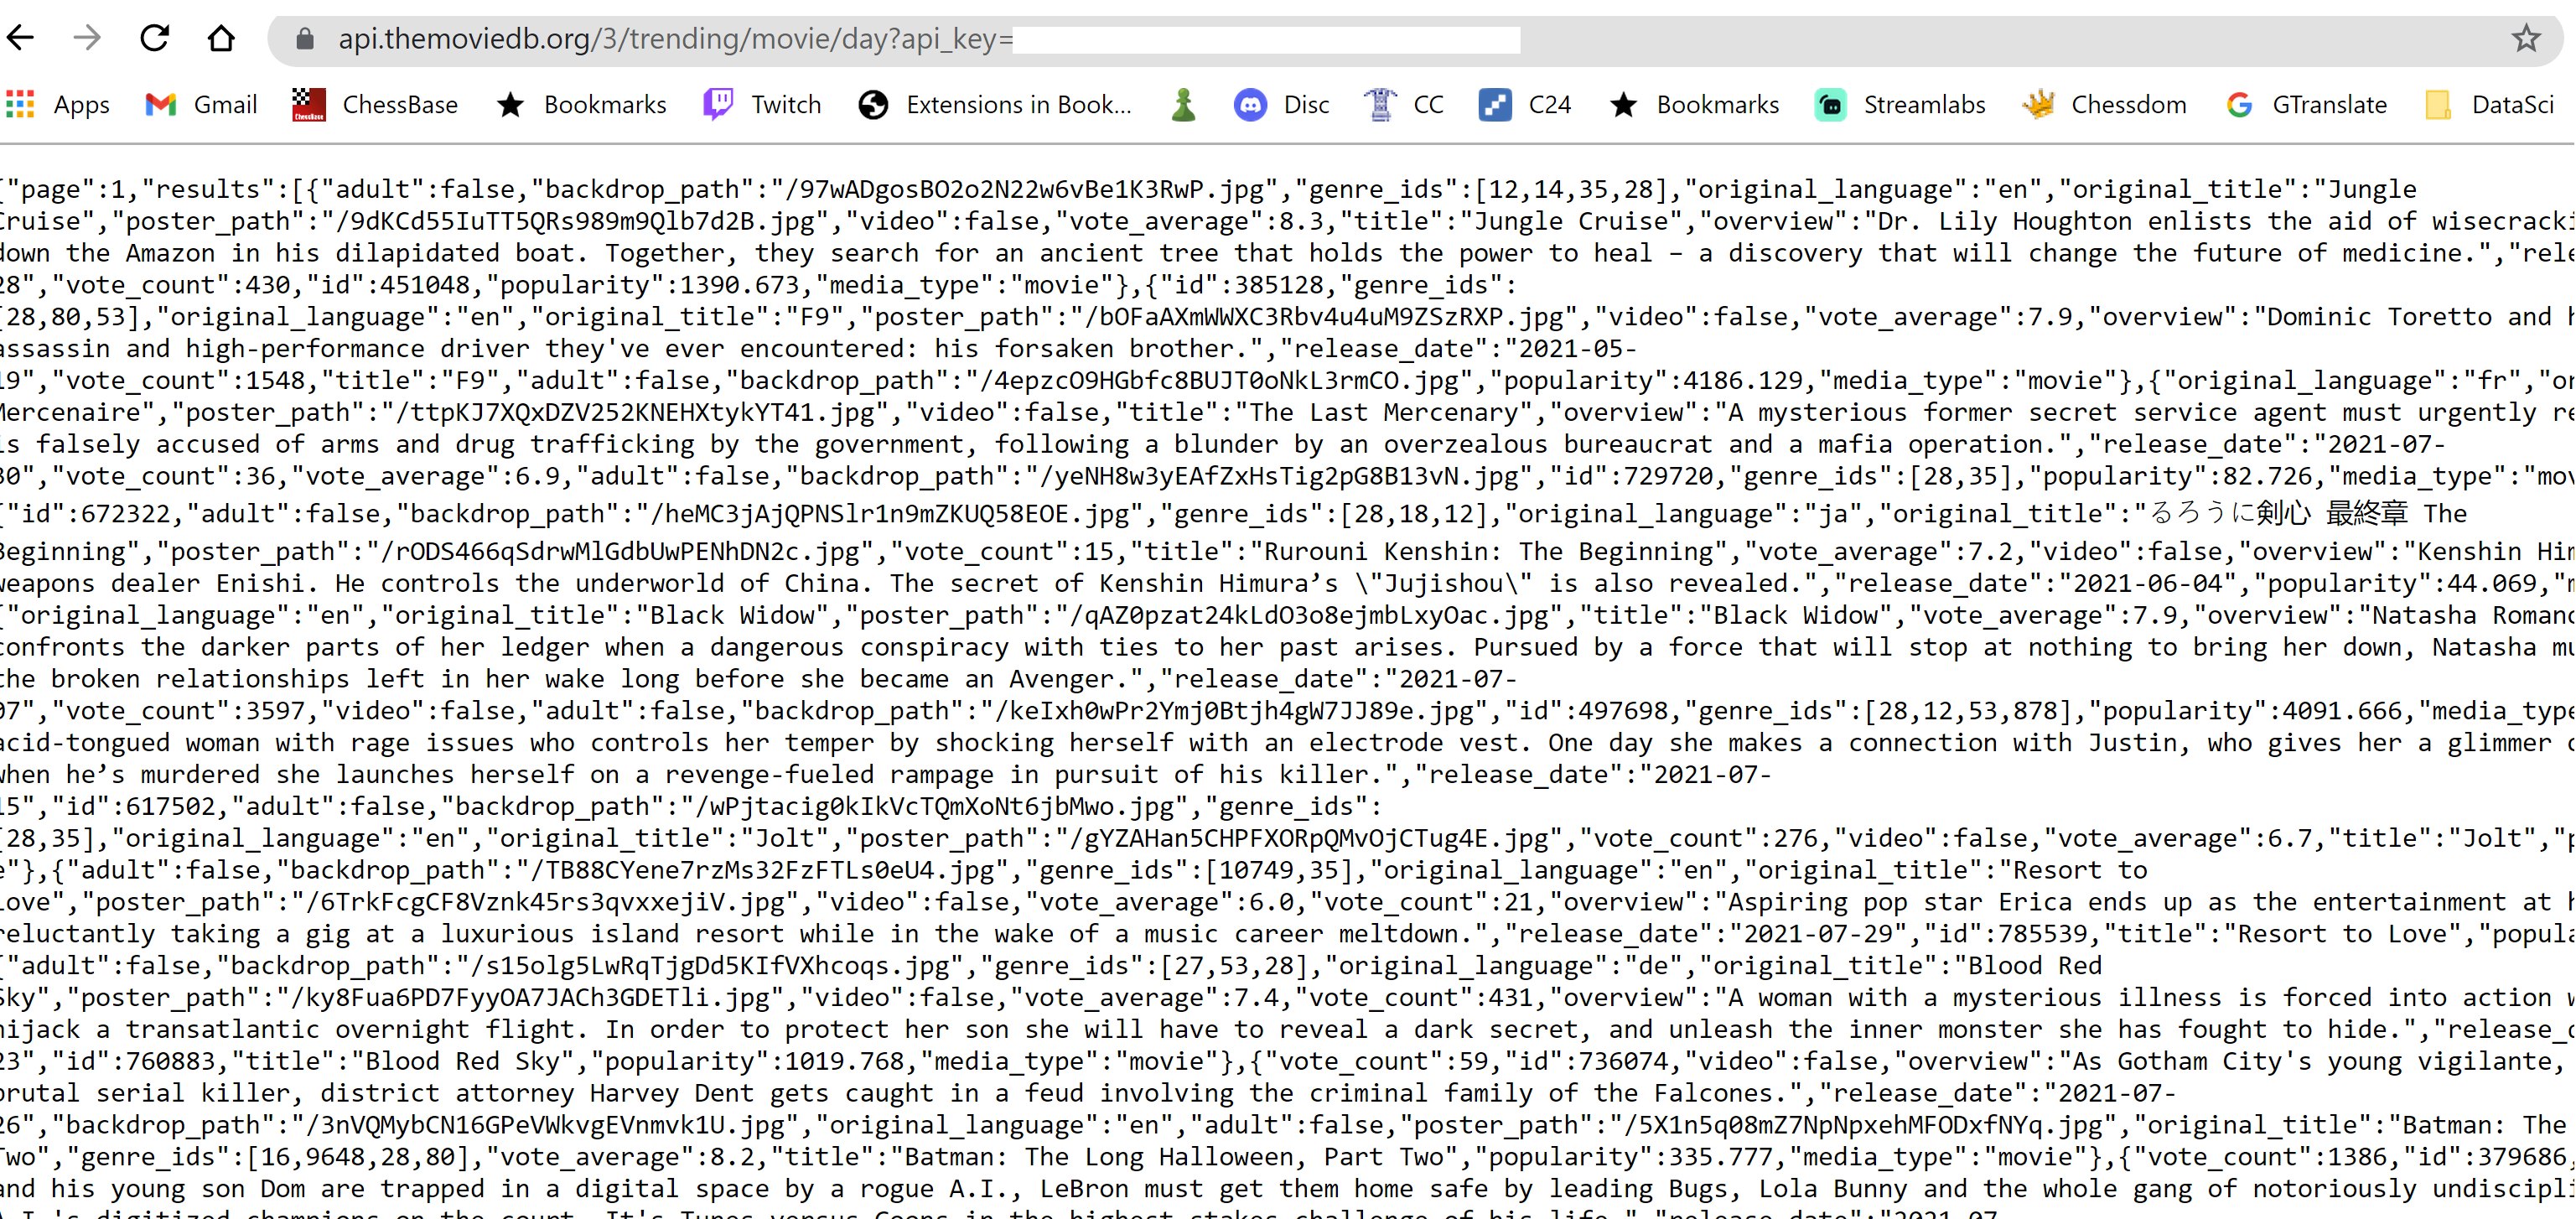 api.themoviedb.org/3/trending/movie/day?api_key=
Apps Gmail ChessBase Bookmarks Twitch Extensions in Book... Disc CC C24 Bookmarks Streamlabs Chessdom GTranslate DataSci
{"page":1,"results":[{"adult":false,"backdrop_path":"/97wADgosBO2o2N22w6vBe1K3RwP.jpg","genre_ids":[12,14,35,28],"original_language":"en","original_title":"Jungle
Cruise","poster_path":"/9dKCd55IuTT5QRs989m9Qlb7d2B.jpg","video":false,"vote_average":8.3,"title":"Jungle Cruise","overview":"Dr. Lily Houghton enlists the aid of wisecracki
down the Amazon in his dilapidated boat. Together, they search for an ancient tree that holds the power to heal – a discovery that will change the future of medicine.","rele
28","vote_count":430,"id":451048,"popularity":1390.673,"media_type":"movie"},{"id":385128,"genre_ids":
[28,80,53],"original_language":"en","original_title":"F9","poster_path":"/bOFaAXmWWXC3Rbv4u4uM9ZSzRXP.jpg","video":false,"vote_average":7.9,"overview":"Dominic Toretto and h
assassin and high-performance driver they've ever encountered: his forsaken brother.","release_date":"2021-05-
19","vote_count":1548,"title":"F9","adult":false,"backdrop_path":"/4epzcO9HGbfc8BUJT0oNkL3rmCO.jpg","popularity":4186.129,"media_type":"movie"},{"original_language":"fr","or
Mercenaire","poster_path":"/ttpKJ7XQxDZV252KNEHXtykYT41.jpg","video":false,"title":"The Last Mercenary","overview":"A mysterious former secret service agent must urgently re
is falsely accused of arms and drug trafficking by the government, following a blunder by an overzealous bureaucrat and a mafia operation.","release_date":"2021-07-
30","vote_count":36,"vote_average":6.9,"adult":false,"backdrop_path":"/yeNH8w3yEAfZxHsTig2pG8B13vN.jpg","id":729720,"genre_ids":[28,35],"popularity":82.726,"media_type":"mov
{"id":672322,"adult":false,"backdrop_path":"/heMC3jAjQPNSlr1n9mZKUQ58EOE.jpg","genre_ids":[28,18,12],"original_language":"ja","original_title":"るろうに剣心 最終章 The
Beginning","poster_path":"/rODS466qSdrwMlGdbUwPENhDN2c.jpg","vote_count":15,"title":"Rurouni Kenshin: The Beginning","vote_average":7.2,"video":false,"overview":"Kenshin Him
weapons dealer Enishi. He controls the underworld of China. The secret of Kenshin Himura’s \"Jujishou\" is also revealed.","release_date":"2021-06-04","popularity":44.069,"m
{"original_language":"en","original_title":"Black Widow","poster_path":"/qAZ0pzat24kLdO3o8ejmbLxyOac.jpg","title":"Black Widow","vote_average":7.9,"overview":"Natasha Romano
confronts the darker parts of her ledger when a dangerous conspiracy with ties to her past arises. Pursued by a force that will stop at nothing to bring her down, Natasha mu
the broken relationships left in her wake long before she became an Avenger.","release_date":"2021-07-
07","vote_count":3597,"video":false,"adult":false,"backdrop_path":"/keIxh0wPr2Ymj0Btjh4gW7JJ89e.jpg","id":497698,"genre_ids":[28,12,53,878],"popularity":4091.666,"media_type
acid-tongued woman with rage issues who controls her temper by shocking herself with an electrode vest. One day she makes a connection with Justin, who gives her a glimmer o
when he’s murdered she launches herself on a revenge-fueled rampage in pursuit of his killer.","release_date":"2021-07-
15","id":617502,"adult":false,"backdrop_path":"/wPjtacig0kIkVcTQmXoNt6jbMwo.jpg","genre_ids":
[28,35],"original_language":"en","original_title":"Jolt","poster_path":"/gYZAHan5CHPFXORpQMvOjCTug4E.jpg","vote_count":276,"video":false,"vote_average":6.7,"title":"Jolt","p
e"},{"adult":false,"backdrop_path":"/TB88CYene7rzMs32FzFTLs0eU4.jpg","genre_ids":[10749,35],"original_language":"en","original_title":"Resort to
Love","poster_path":"/6TrkFcgCF8Vznk45rs3qvxxejiV.jpg","video":false,"vote_average":6.0,"vote_count":21,"overview":"Aspiring pop star Erica ends up as the entertainment at h
reluctantly taking a gig at a luxurious island resort while in the wake of a music career meltdown.","release_date":"2021-07-29","id":785539,"title":"Resort to Love","popula
{"adult":false,"backdrop_path":"/s15olg5LwRqTjgDd5KIfVXhcoqs.jpg","genre_ids":[27,53,28],"original_language":"de","original_title":"Blood Red
Sky","poster_path":"/ky8Fua6PD7FyyOA7JACh3GDETli.jpg","video":false,"vote_average":7.4,"vote_count":431,"overview":"A woman with a mysterious illness is forced into action w
hijack a transatlantic overnight flight. In order to protect her son she will have to reveal a dark secret, and unleash the inner monster she has fought to hide.","release_d
23","id":760883,"title":"Blood Red Sky","popularity":1019.768,"media_type":"movie"},{"vote_count":59,"id":736074,"video":false,"overview":"As Gotham City's young vigilante,
brutal serial killer, district attorney Harvey Dent gets caught in a feud involving the criminal family of the Falcones.","release_date":"2021-07-
26","backdrop_path":"/3nVQMybCN16GPeVWkvgEVnmvk1U.jpg","original_language":"en","adult":false,"poster_path":"/5X1n5q08mZ7NpNpxehMFODxfNYq.jpg","original_title":"Batman: The
Two","genre_ids":[16,9648,28,80],"vote_average":8.2,"title":"Batman: The Long Halloween, Part Two","popularity":335.777,"media_type":"movie"},{"vote_count":1386,"id":379686,
and his young son Dom are trapped in a digital space by a rogue A.I., LeBron must get them home safe by leading Bugs, Lola Bunny and the whole gang of notoriously undiscipli
A.I.'s digitized champions on the court. It's Tunes versus Goons in the highest-stakes challenge of his life.","release_date":"2021-07-